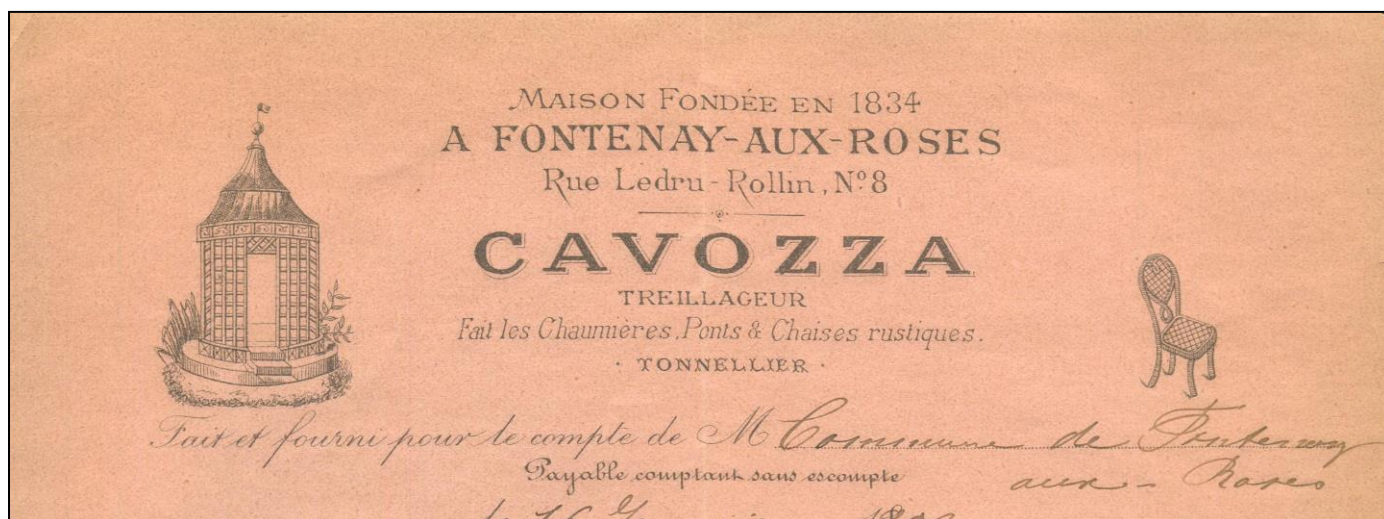 MAISON FONDÉE EN 1834
A FONTENAY-AUX-ROSES
Rue Ledru-Rollin, Nº 8
CAVOZZA
TREILLAGEUR
Fait les Chaumières, Ponts & Chaises rustiques.
· TONNELLIER ·
Fait et fourni pour le compte de M Commune de Fontenay
Payable comptant sans escompte
aux - Roses